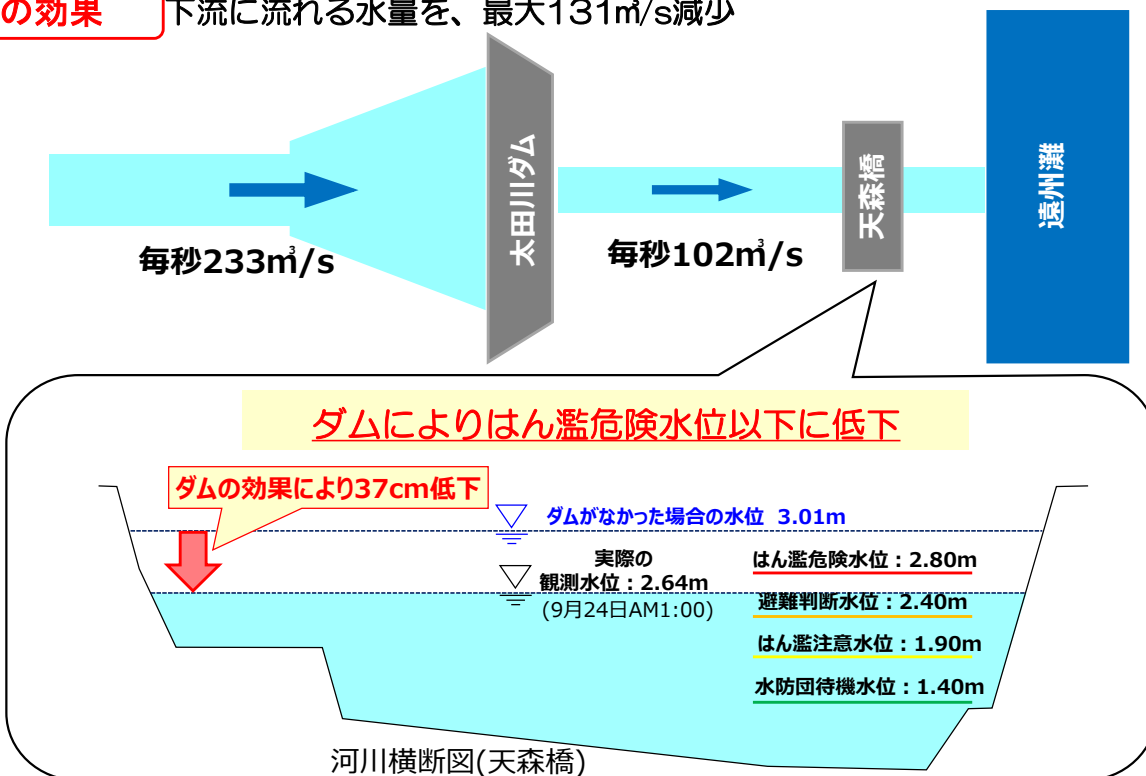 の効果
下流に流れる水量を、最大131㎥/s減少
太田川ダム
天森橋
遠州灘
毎秒233㎥/s
毎秒102㎥/s
ダムによりはん濫危険水位以下に低下
ダムの効果により37cm低下
ダムがなかった場合の水位 3.01m
実際の
観測水位：2.64m
(9月24日AM1:00)
はん濫危険水位：2.80m
避難判断水位：2.40m
はん濫注意水位：1.90m
水防団待機水位：1.40m
河川横断図(天森橋)